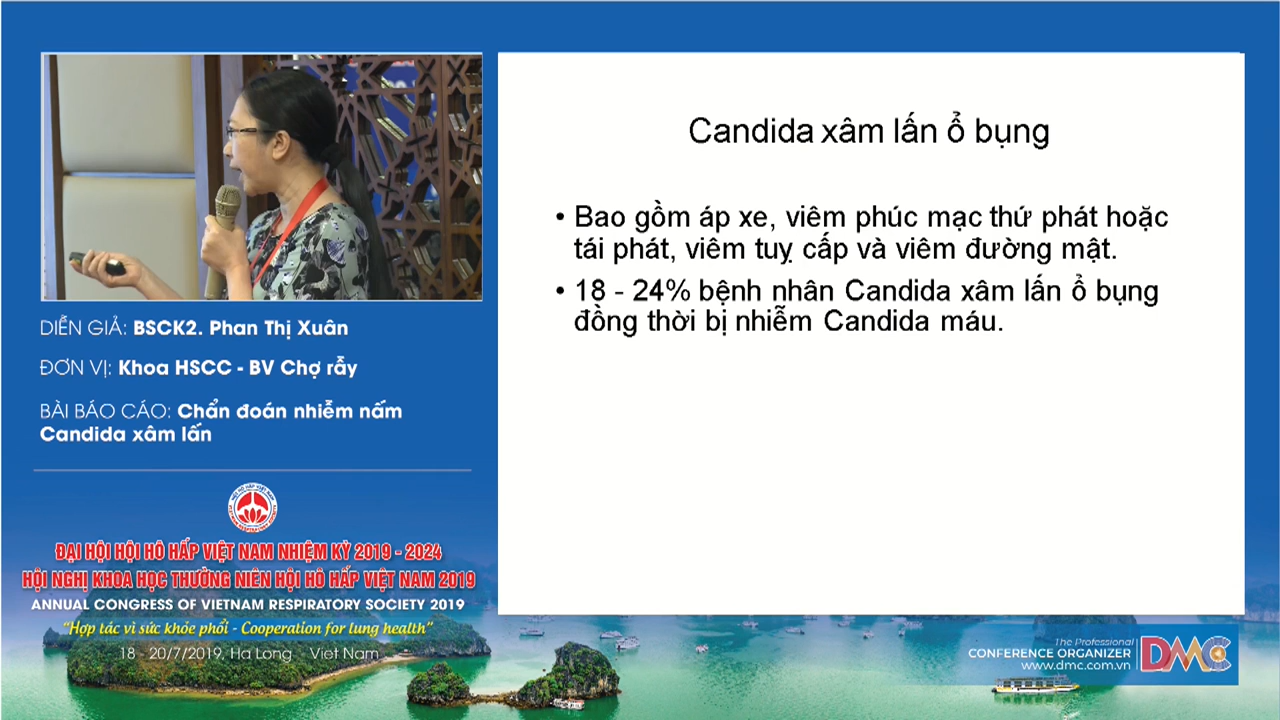 DIỄN GIẢ: BSCK2. Phan Thị Xuân
ĐƠN VỊ: Khoa HSCC - BV Chợ rẫy
BÀI BÁO CÁO: Chẩn đoán nhiễm nấm
Candida xâm lấn
ĐẠI HỘI HỘI HÔ HẤP VIỆT NAM NHIỆM KỲ 2019 - 2024
HỘI NGHỊ KHOA HỌC THƯỜNG NIÊN HỘI HÔ HẤP VIỆT NAM 2019
ANNUAL CONGRESS OF VIETNAM RESPIRATORY SOCIETY 2019
"Hợp tác vì sức khỏe phổi - Cooperation for lung health"
18 - 20/7/2019, Ha Long Viet Nam
Candida xâm lấn ổ bụng
• Bao gồm áp xe, viêm phúc mạc thứ phát hoặc
tái phát, viêm tuỵ cấp và viêm đường mật.
• 18 - 24% bệnh nhân Candida xâm lấn ổ bụng
đồng thời bị nhiễm Candida máu.
The Professional
CONFERENCE ORGANIZER
www.dmc.com.vn
DMC